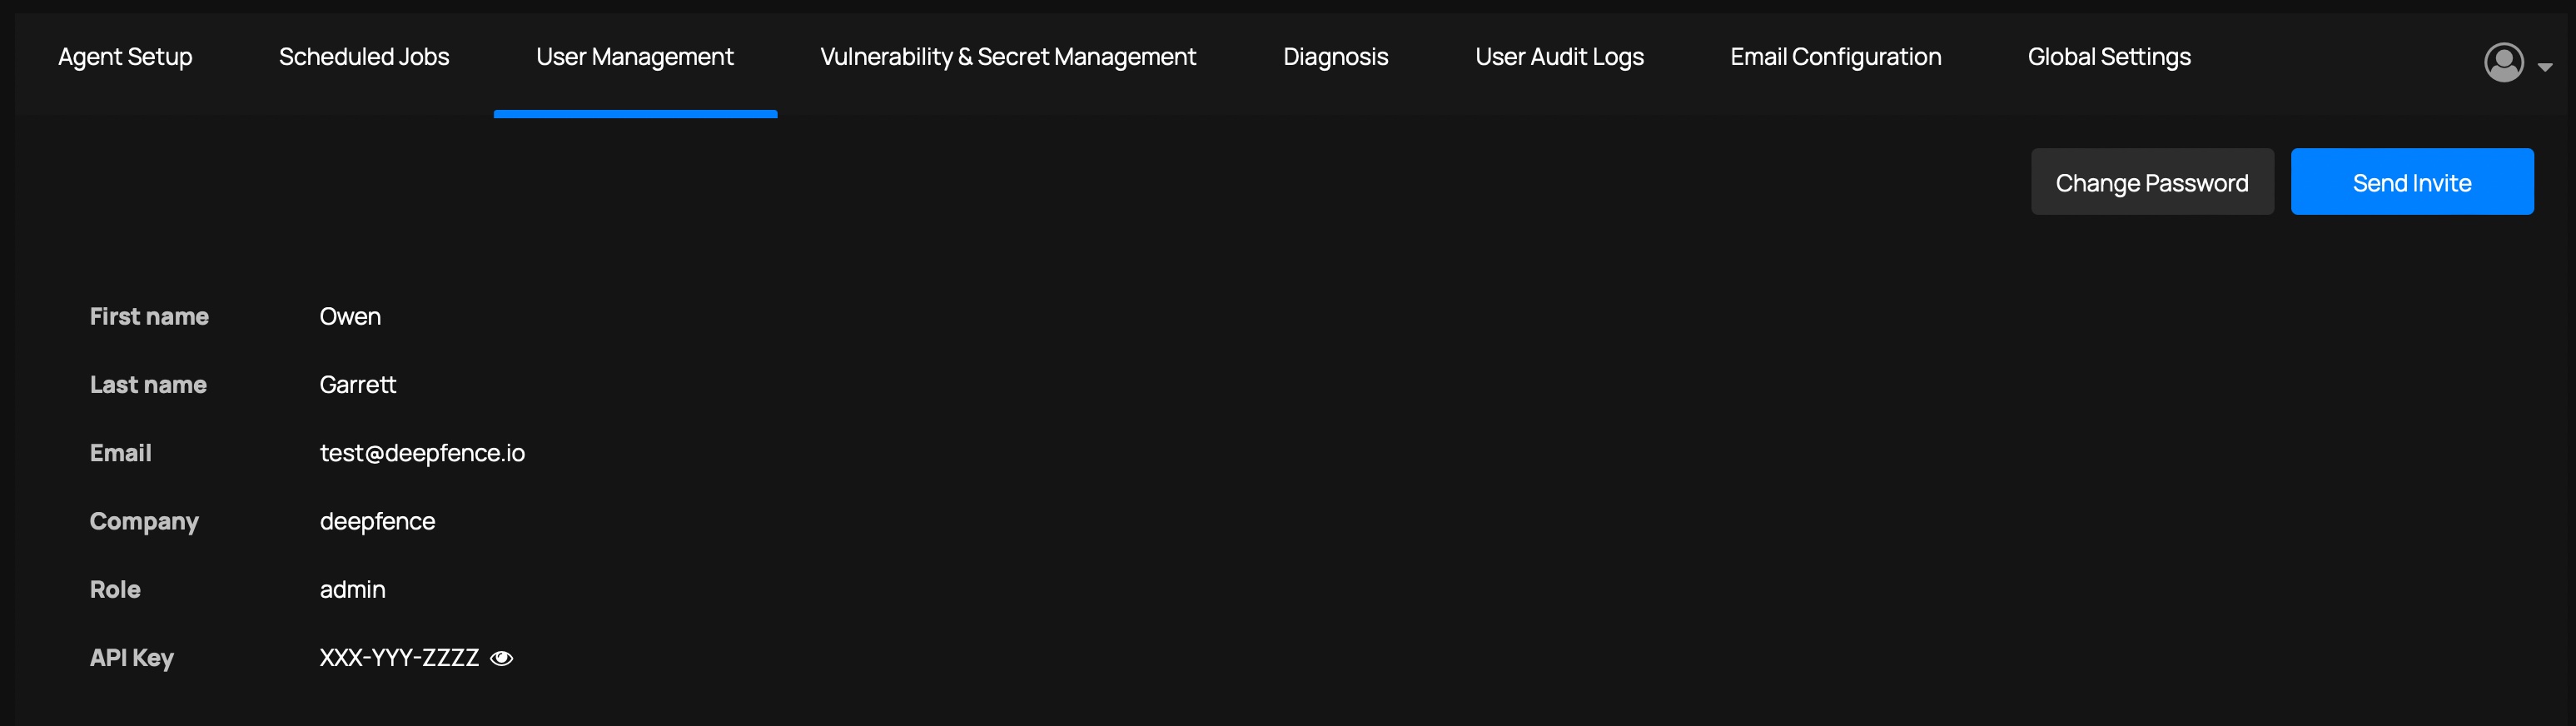 Agent Setup Scheduled Jobs User Management Vulnerability & Secret Management Diagnosis User Audit Logs Email Configuration Global Settings
Change Password Send Invite
First name Owen
Last name Garrett
Email test@deepfence.io
Company deepfence
Role admin
API Key XXX-YYY-ZZZZ